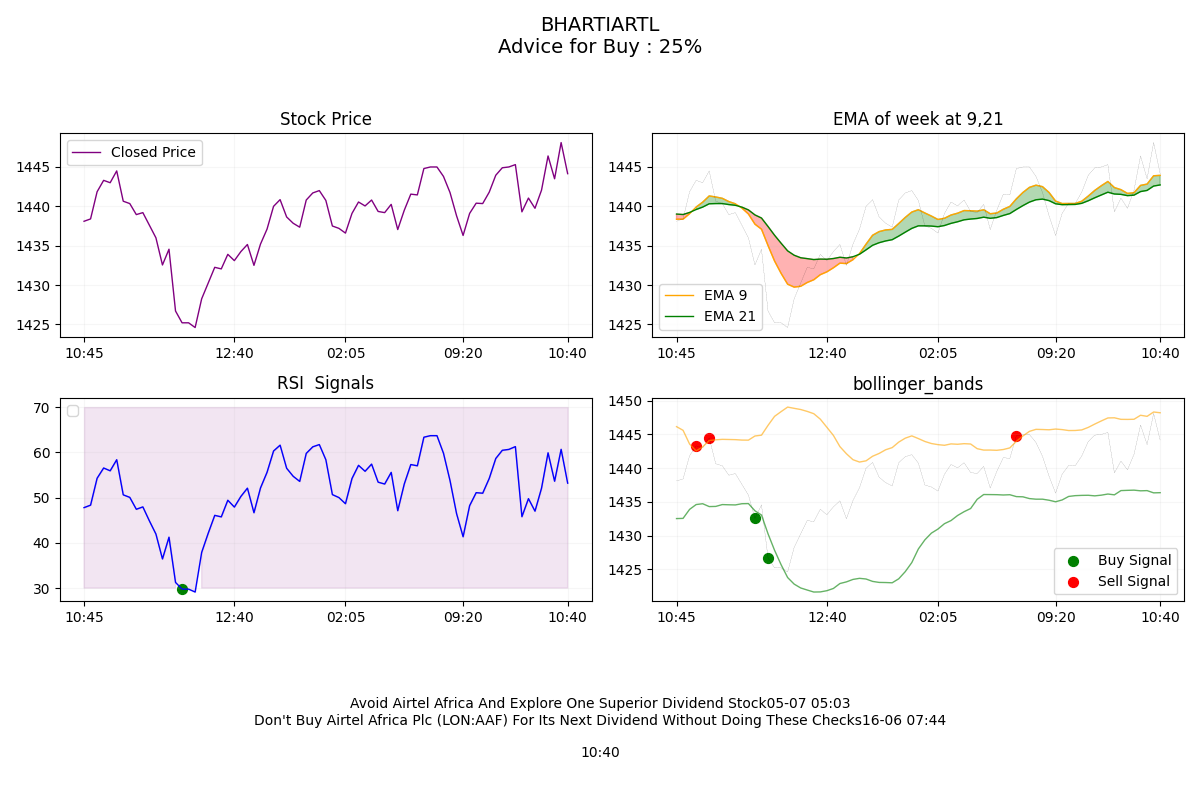 BHARTIARTL
Advice for Buy : 25%
Stock Price
1445
1440
1435
1430
1425
Closed Price
10:45 12:40 02:05 09:20 10:40
EMA of week at 9,21
1445
1440
1435
1430
1425
EMA 9
EMA 21
10:45 12:40 02:05 09:20 10:40
RSI  Signals
70
60
50
40
30
10:45 12:40 02:05 09:20 10:40
bollinger_bands
1450
1445
1440
1435
1430
1425
Buy Signal
Sell Signal
10:45 12:40 02:05 09:20 10:40
Avoid Airtel Africa And Explore One Superior Dividend Stock05-07 05:03
Don't Buy Airtel Africa Plc (LON:AAF) For Its Next Dividend Without Doing These Checks16-06 07:44
10:40